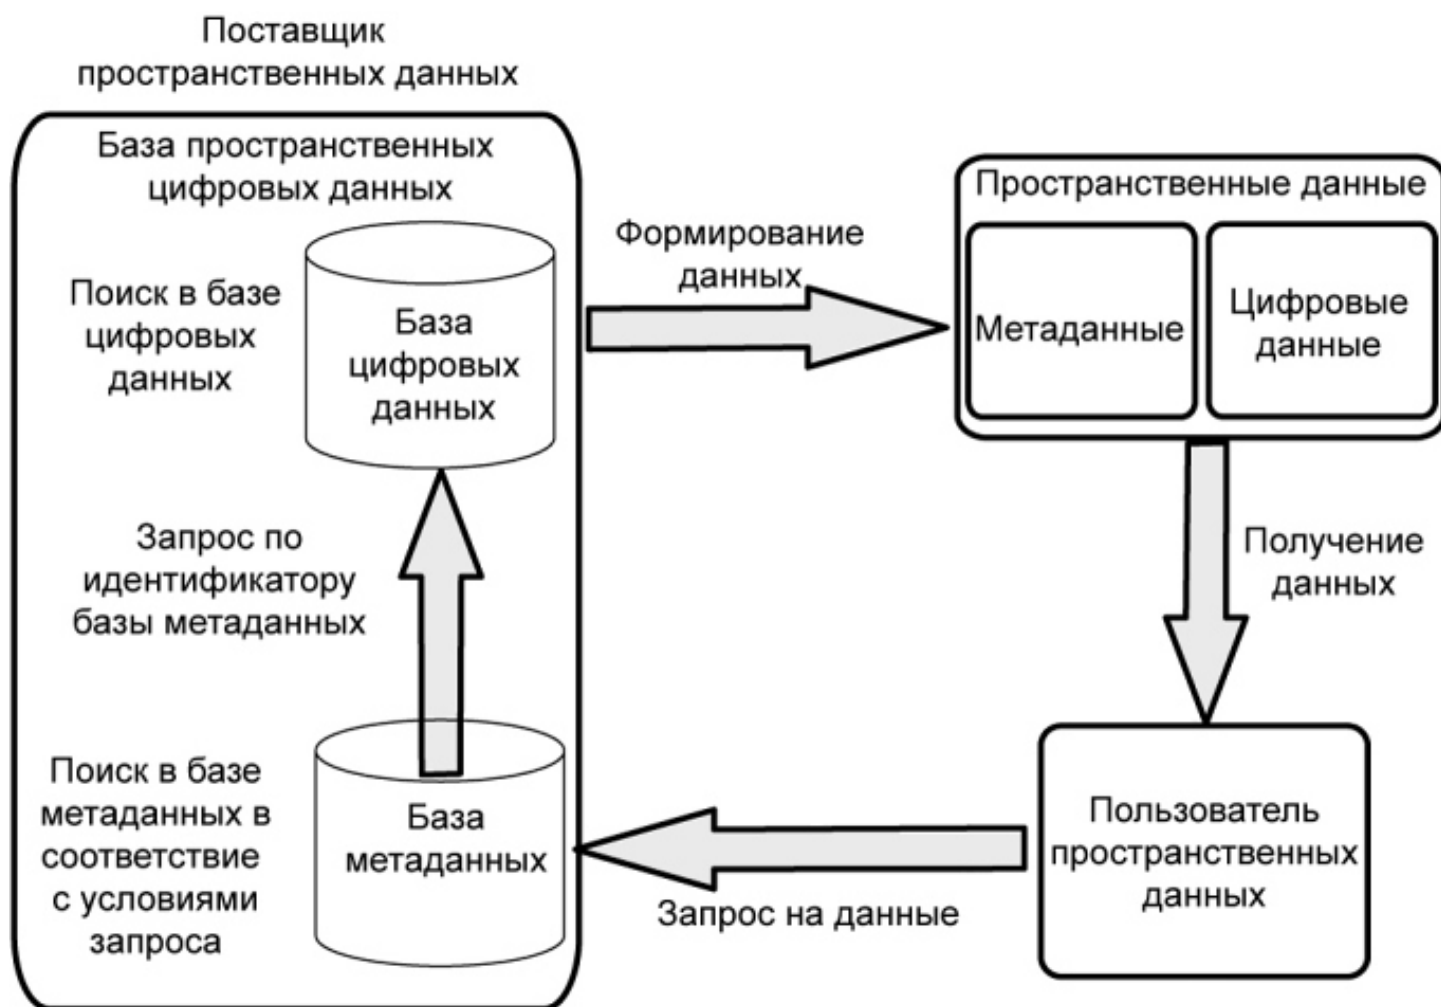 Поставщик
пространственных данных
База пространственных
цифровых данных
Поиск в базе
цифровых
данных
База
цифровых
данных
Запрос по
идентификатору
базы метаданных
Поиск в базе
метаданных в
соответствие
с условиями
запроса
База
метаданных
Формирование
данных
Пространственные данные
Метаданные
Цифровые
данные
Получение
данных
Пользователь
пространственных
данных
Запрос на данные